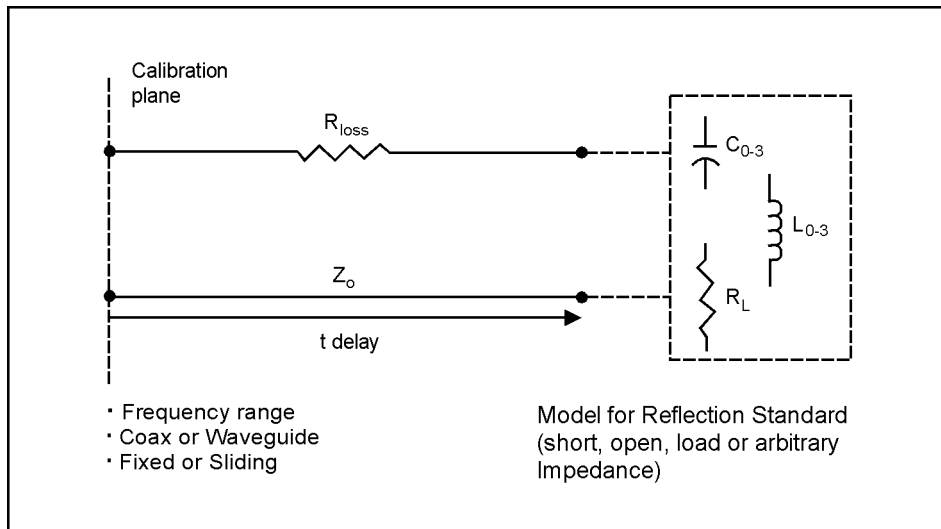 Calibration
plane
R_loss
C_0-3
L_0-3
Z_o
R_L
t delay
· Frequency range
· Coax or Waveguide
· Fixed or Sliding
Model for Reflection Standard
(short, open, load or arbitrary
Impedance)